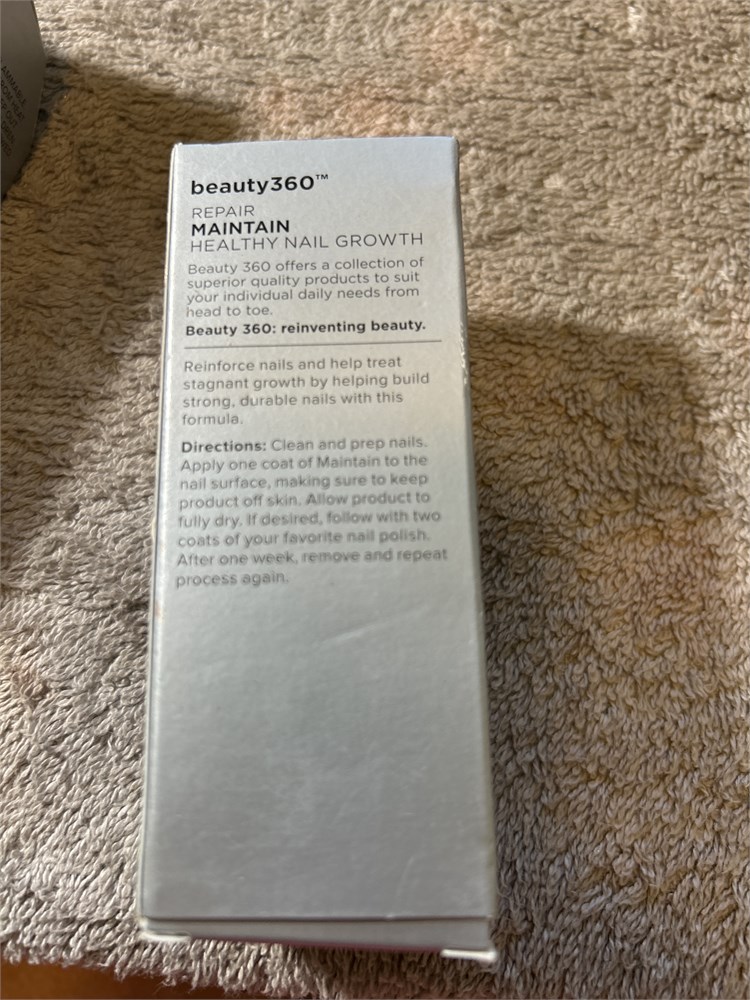 beauty360™
REPAIR
MAINTAIN
HEALTHY NAIL GROWTH
Beauty 360 offers a collection of
superior quality products to suit
your individual daily needs from
head to toe.
Beauty 360: reinventing beauty.
Reinforce nails and help treat
stagnant growth by helping build
strong, durable nails with this
formula.
Directions: Clean and prep nails.
Apply one coat of Maintain to the
nail surface, making sure to keep
product off skin. Allow product to
fully dry. If desired, follow with two
coats of your favorite nail polish.
After one week, remove and repeat
process again.